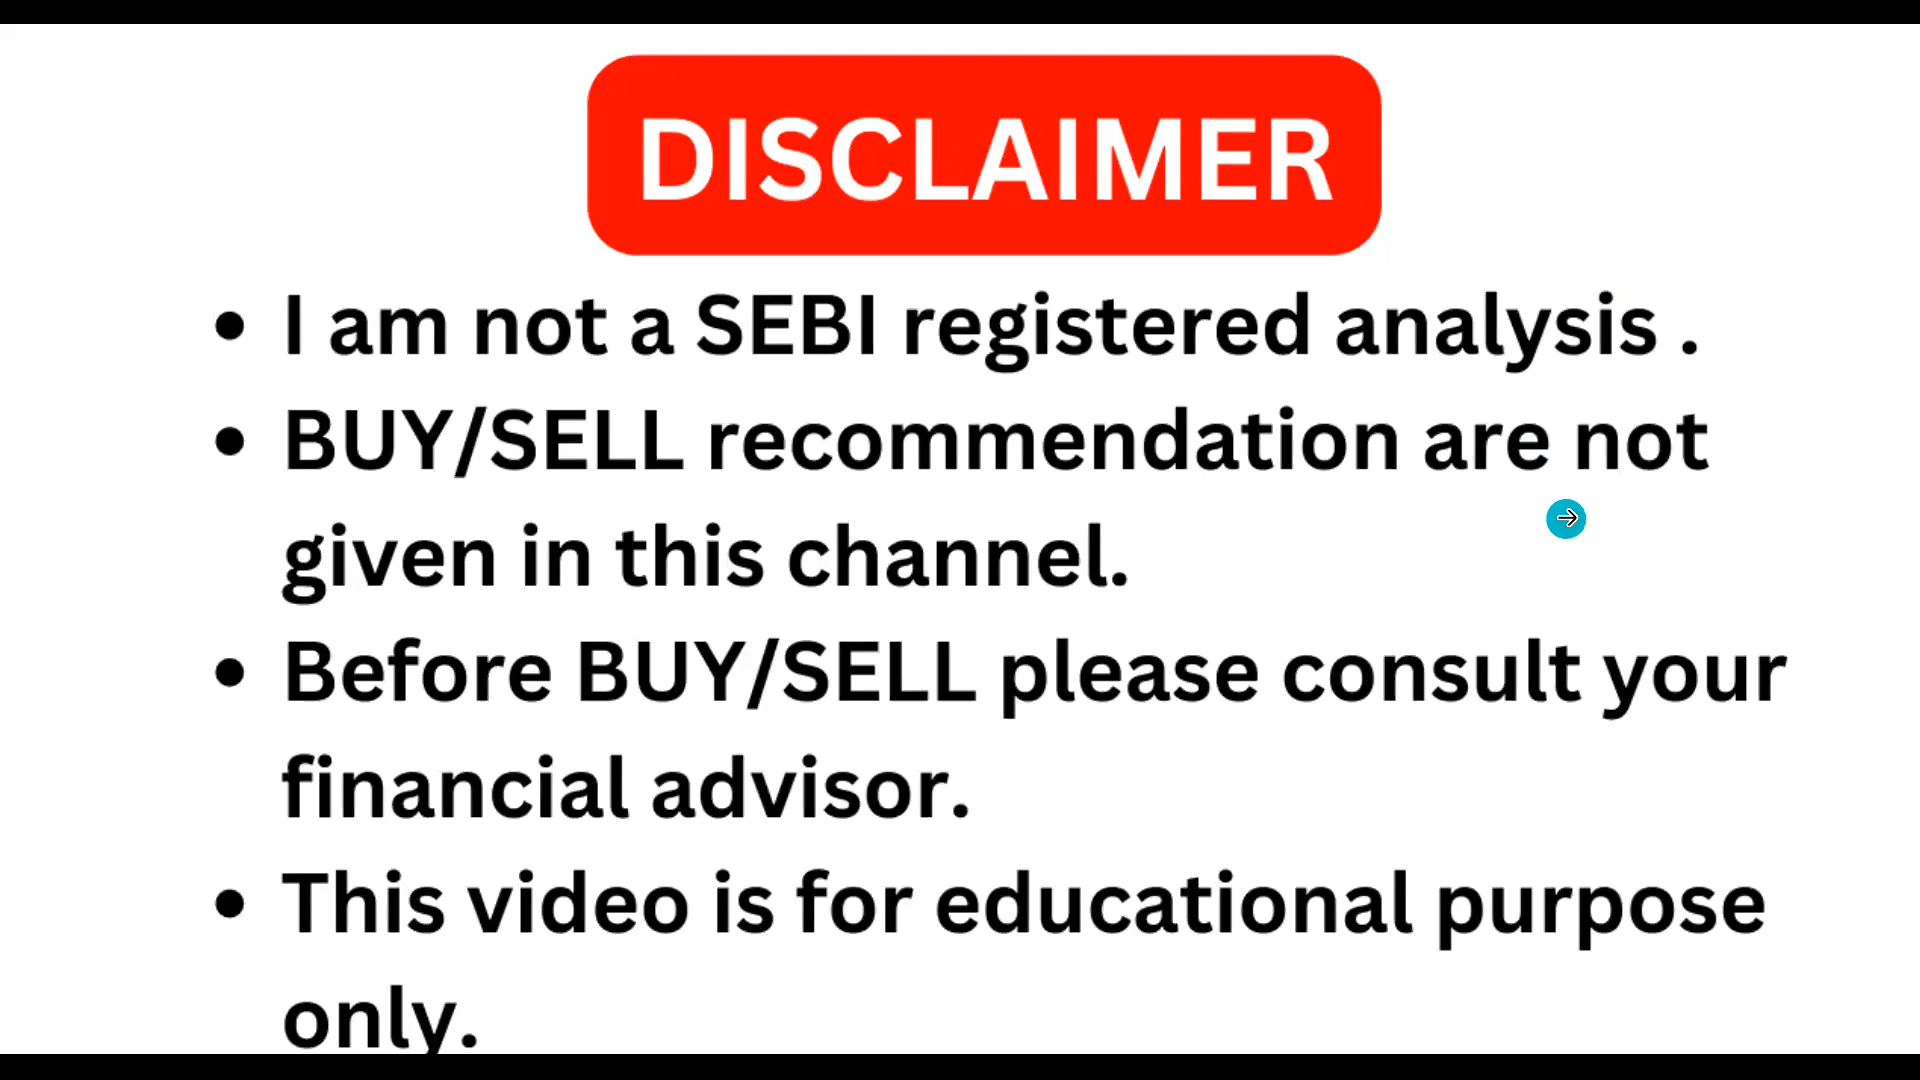 DISCLAIMER
• I am not a SEBI registered analysis .
• BUY/SELL recommendation are not
given in this channel.
• Before BUY/SELL please consult your
financial advisor.
• This video is for educational purpose
only.